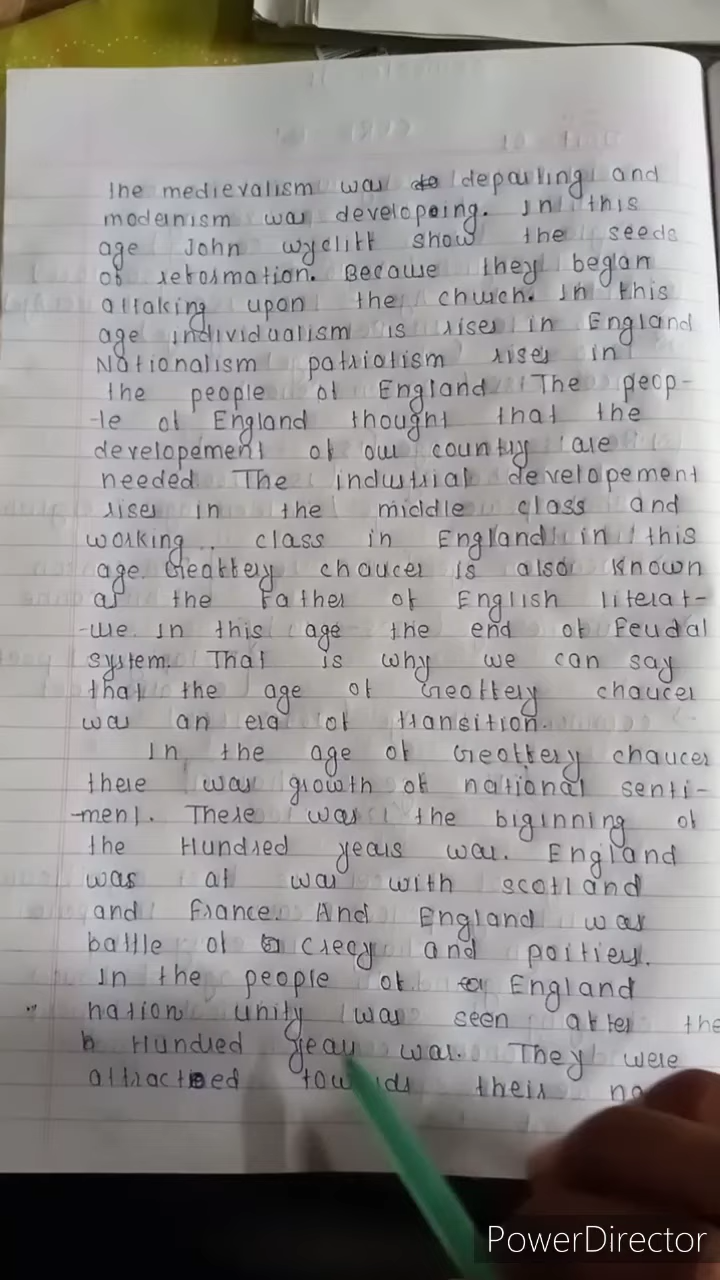 The medievalism was departing and
modernism was developeing. In this
age John wycliff show the seeds
of reformation. Because they began
attaking upon the church. In this
age individualism is rises in England
Nationalism patriotism rises in
the people of England. The peop-
-le of England thought that the
developement of our country are
needed. The industrial developement
rises in the middle class and
working class in England in this
age. Geoffery chaucer is also known
as the Father of English literat-
-ure in this age the end of Feudal
system. That is why we can say
that the age of Geoffery chaucer
was an era of transition.
In the age of Geoffery chaucer
there was growth of national senti-
-ment. There was the biginning of
the Hundred years war. England
was at war with scotland
and France. And England was
battle of crecy and poitiers.
In the people of England
nation unity was seen after the
Hundred years war. They were
attracted towards their
PowerDirector